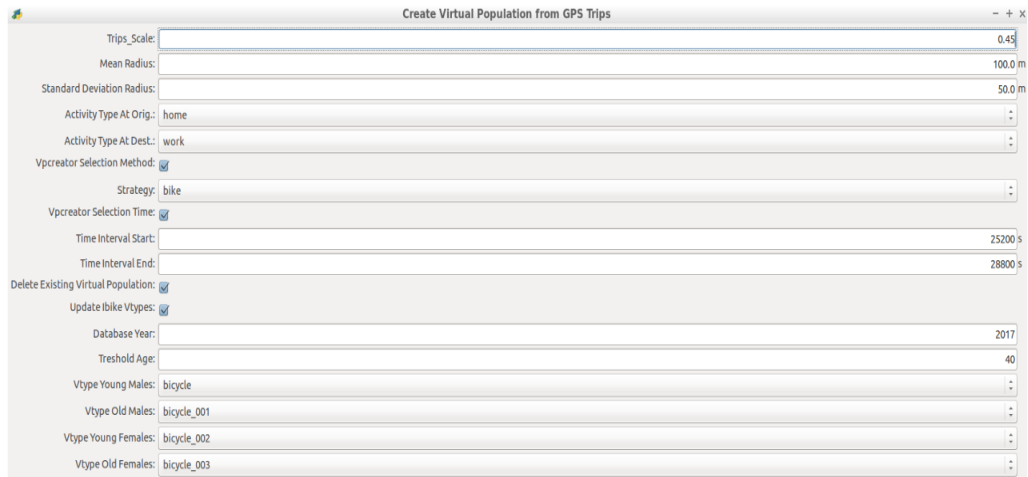 Create Virtual Population from GPS Trips - + x
Trips_Scale: 0.45
Mean Radius: 100.0 m
Standard Deviation Radius: 50.0 m
Activity Type At Orig.: home
Activity Type At Dest.: work
Vpcreator Selection Method:
Strategy: bike
Vpcreator Selection Time:
Time Interval Start: 25200 s
Time Interval End: 28800 s
Delete Existing Virtual Population:
Update Ibike Vtypes:
Database Year: 2017
Treshold Age: 40
Vtype Young Males: bicycle
Vtype Old Males: bicycle_001
Vtype Young Females: bicycle_002
Vtype Old Females: bicycle_003